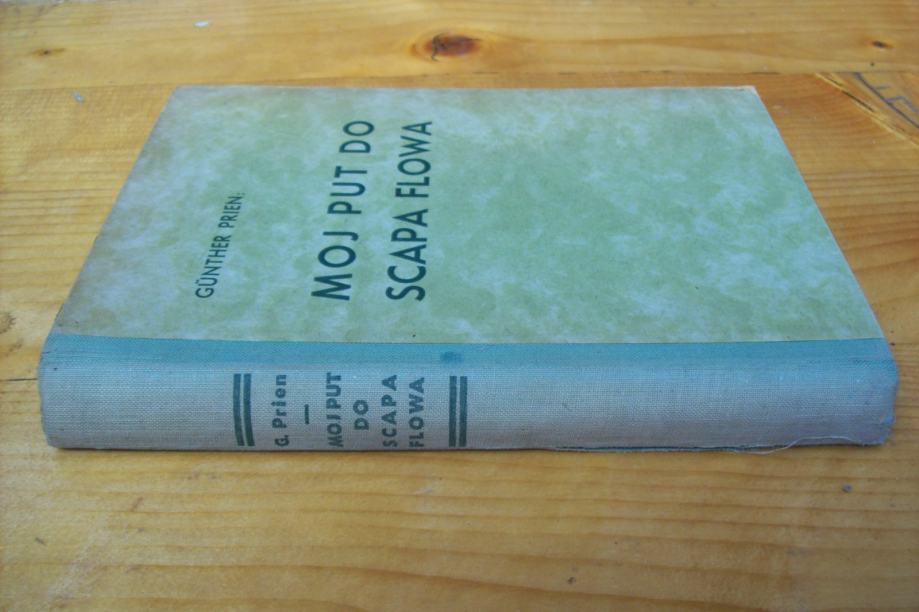 GÜNTHER PRIEN:
MOJ PUT DO
SCAPA FLOWA
G. Prien
—
MOJ PUT
DO
SCAPA
FLOWA